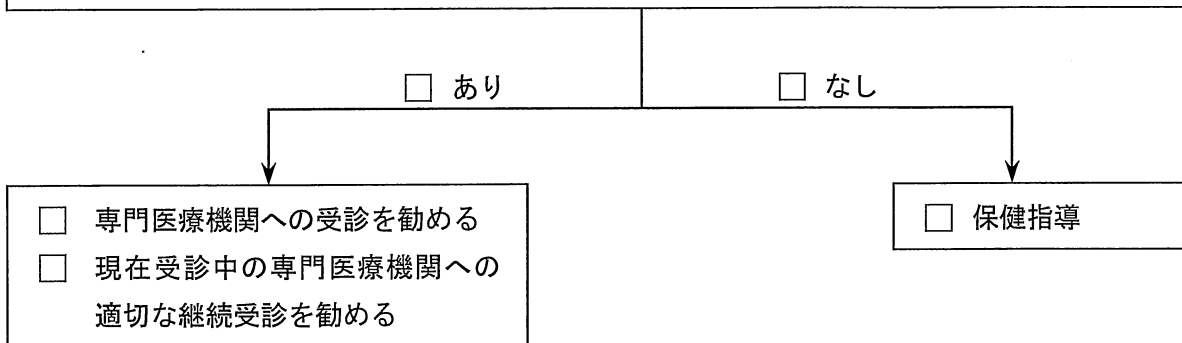 □ あり
□ なし
□ 専門医療機関への受診を勧める
□ 現在受診中の専門医療機関への
適切な継続受診を勧める
□ 保健指導